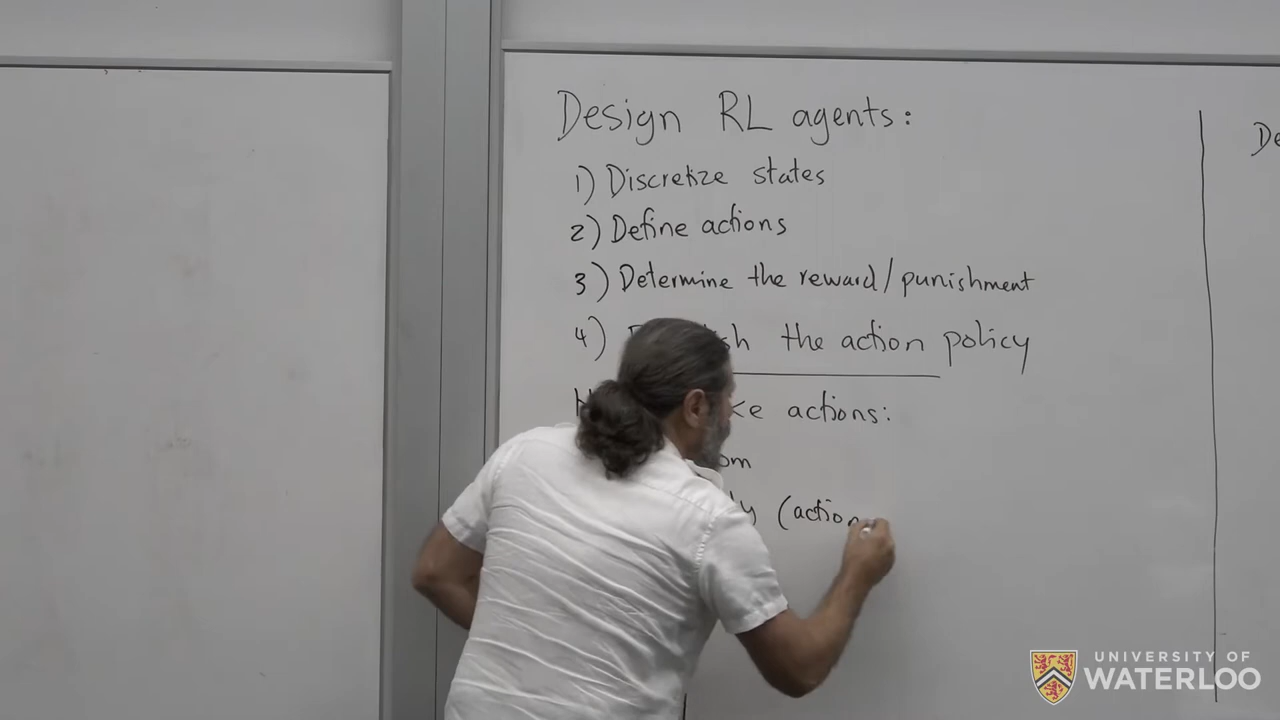 Design RL agents:
1) Discretize states
2) Define actions
3) Determine the reward/punishment
4) the action policy
actions:
(action
De
UNIVERSITY OF
WATERLOO